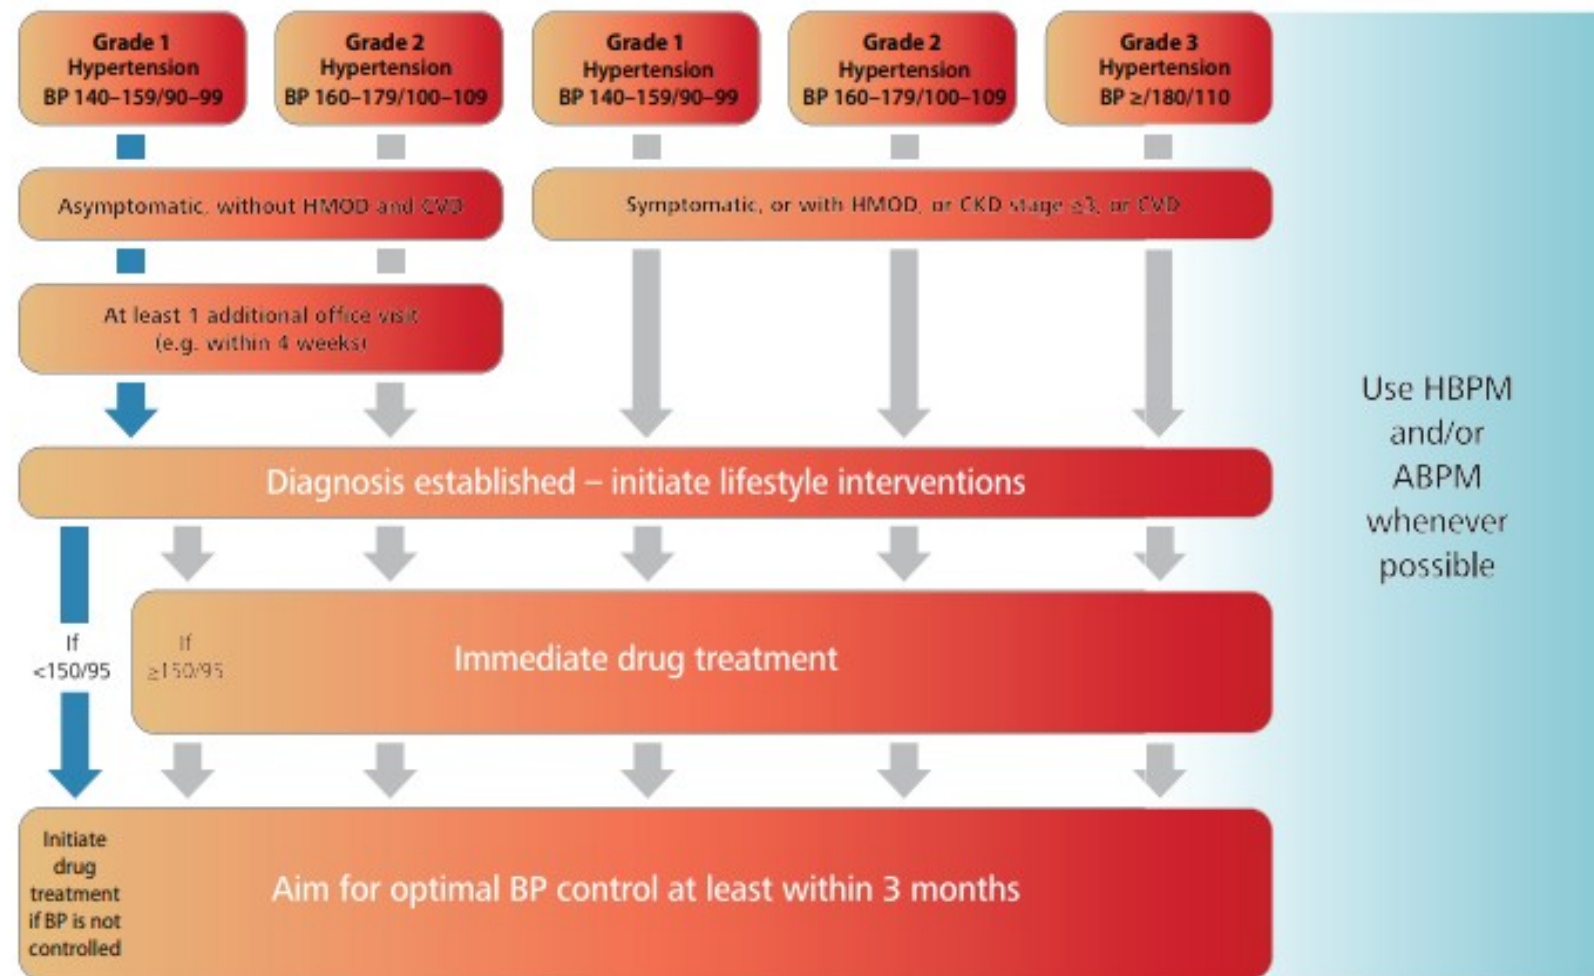 Grade 1
Hypertension
BP 140–159/90–99
Grade 2
Hypertension
BP 160–179/100–109
Grade 1
Hypertension
BP 140–159/90–99
Grade 2
Hypertension
BP 160–179/100–109
Grade 3
Hypertension
BP ≥/180/110
Asymptomatic, without HMOD and CVD
Symptomatic, or with HMOD, or CKD stage ≥3, or CVD
At least 1 additional office visit
(e.g. within 4 weeks)
Diagnosis established – initiate lifestyle interventions
If
<150/95
If
≥150/95
Immediate drug treatment
Initiate
drug
treatment
if BP is not
controlled
Aim for optimal BP control at least within 3 months
Use HBPM
and/or
ABPM
whenever
possible